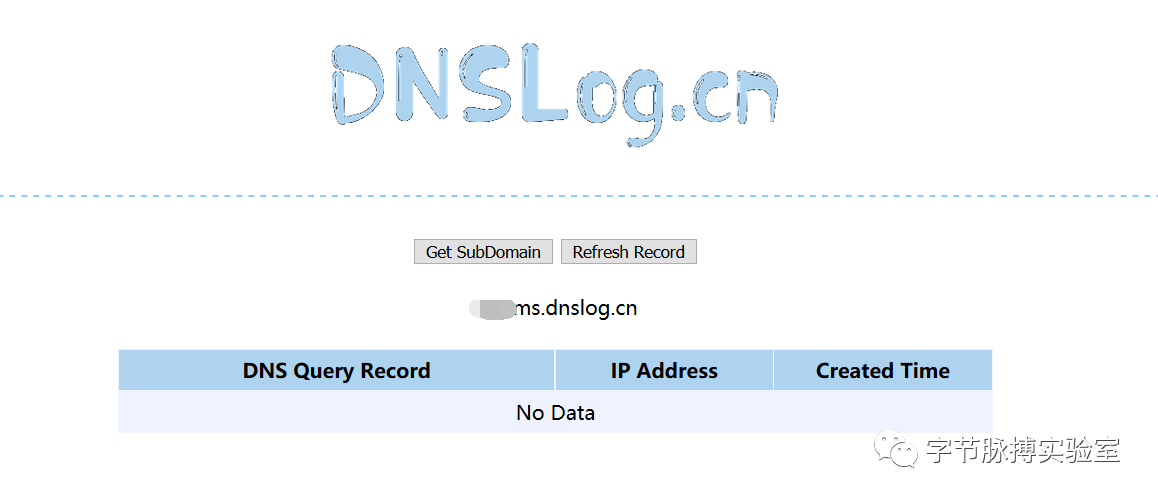 DNSLog.cn
Get SubDomain Refresh Record
ms.dnslog.cn
DNS Query Record IP Address Created Time
No Data
字节脉搏实验室